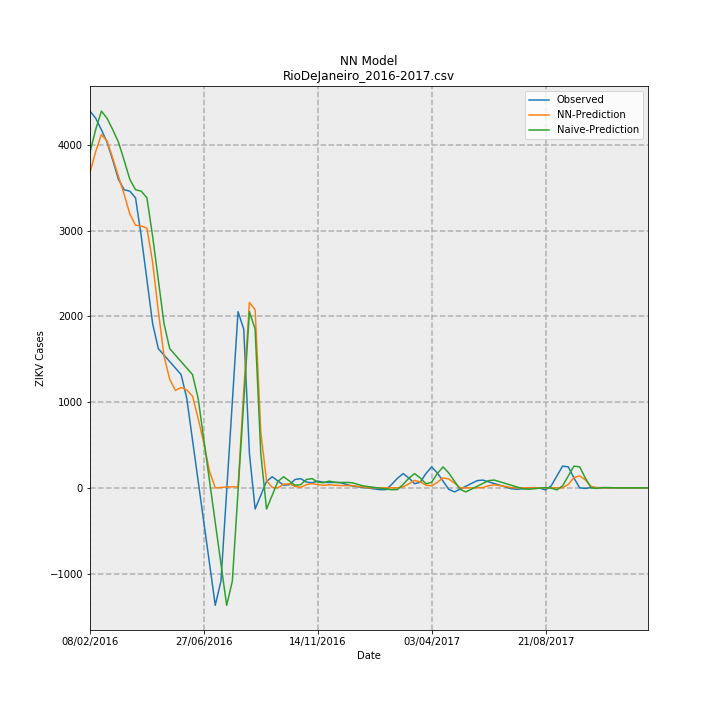 NN Model
RioDeJaneiro_2016-2017.csv
Observed
NN-Prediction
Naive-Prediction
4000
3000
2000
1000
0
−1000
ZIKV Cases
08/02/2016
27/06/2016
14/11/2016
03/04/2017
21/08/2017
Date